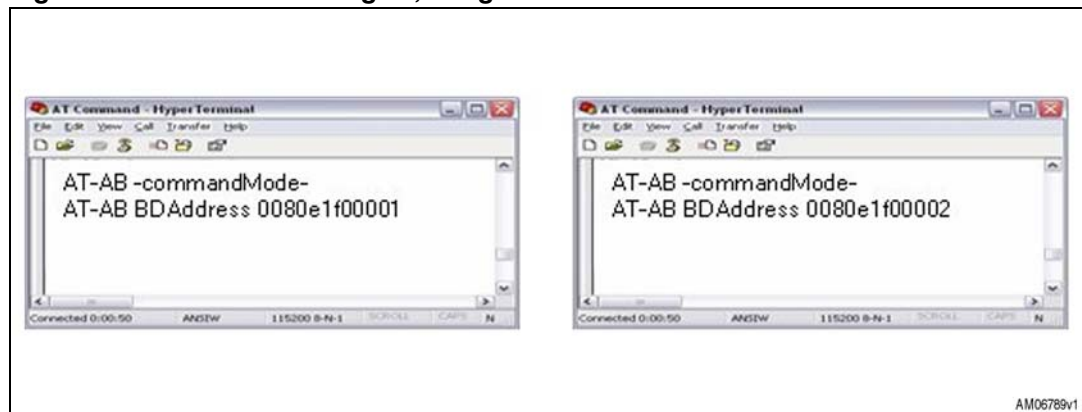 AT Command - HyperTerminal
File Edit View Call Transfer Help
AT-AB -commandMode-
AT-AB BDAddress 0080e1f00001
Connected 0:00:50 ANSIW 115200 8-N-1 SCROLL CAPS N
AT Command - HyperTerminal
File Edit View Call Transfer Help
AT-AB -commandMode-
AT-AB BDAddress 0080e1f00002
Connected 0:00:50 ANSIW 115200 8-N-1 SCROLL CAPS N
AM06789v1